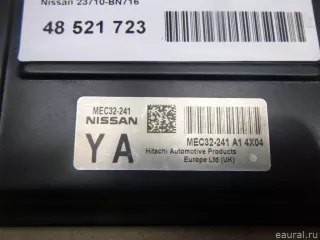 Nissan 23710-BN716
48 521 723
MEC32-241
NISSAN
YA
MEC32-241 A1 4X04
Hitachi Automotive Products
Europe Ltd (UK)
© eaural.ru